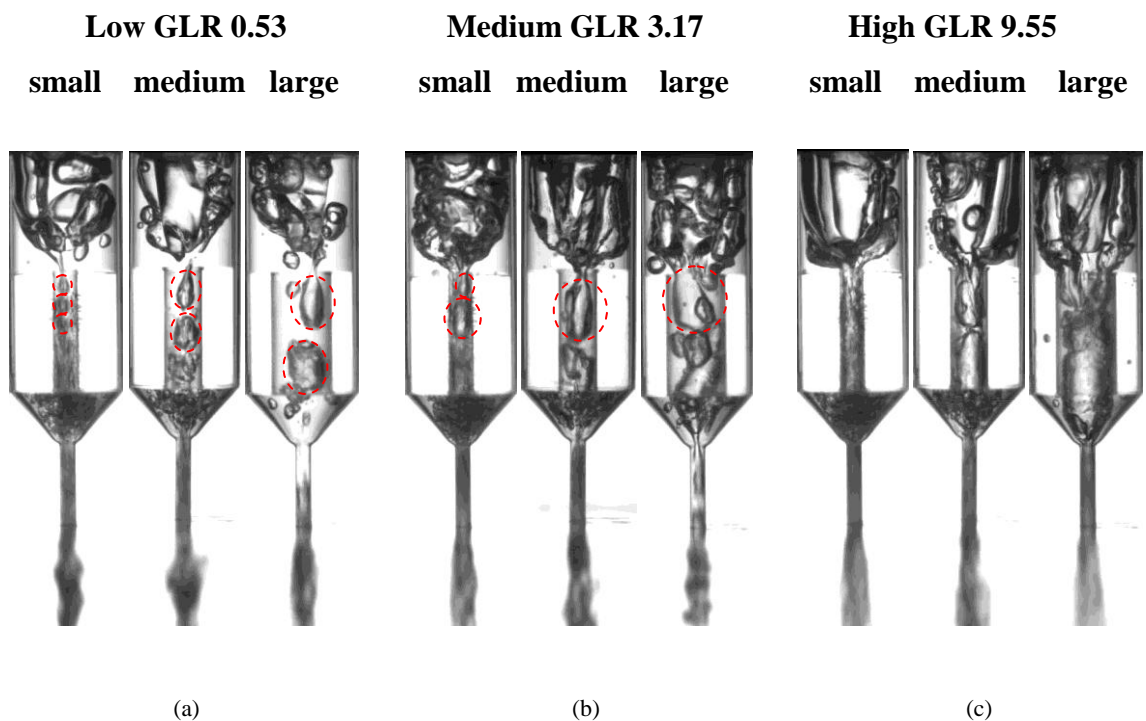 Low GLR 0.53 Medium GLR 3.17 High GLR 9.55
small medium large small medium large small medium large
(a) (b) (c)